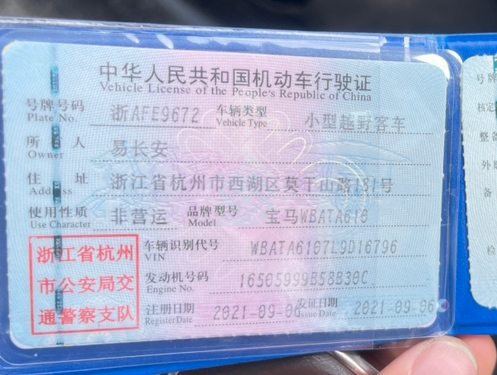 中华人民共和国机动车行驶证
Vehicle License of the People's Republic of China
号牌号码 浙AFE9672 车辆类型 小型越野客车
Plate No. Vehicle Type
所 有 人 易长安
Owner
住 址 浙江省杭州市西湖区莫干山路181号
Address
使用性质 非营运 品牌型号 宝马WBATA610
Use Character Model
浙江省杭州
市公安局交
通警察支队
车辆识别代号 WBATA6107L9D16796
VIN
发动机号码 16505999B58B30C
Engine No.
注册日期 2021-09-06 发证日期 2021-09-06
Register Date Issue Date